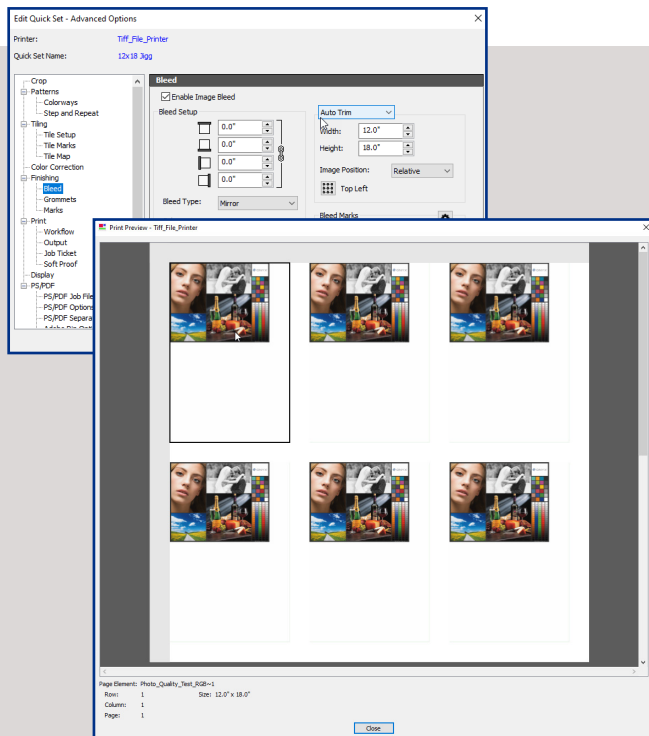 Edit Quick Set - Advanced Options
Printer: Tiff_File_Printer
Quick Set Name: 12x18 Jigg
Crop
Patterns
Colorways
Step and Repeat
Tiling
Tile Setup
Tile Marks
Tile Map
Color Correction
Finishing
Bleed
Grommets
Marks
Print
Workflow
Output
Job Ticket
Soft Proof
Display
PS/PDF
PS/PDF Job File
PS/PDF Options
PS/PDF Separa
Bleed
Enable Image Bleed
Bleed Setup
0.0"
0.0"
0.0"
0.0"
Bleed Type: Mirror
Auto Trim
Width: 12.0"
Height: 18.0"
Image Position: Relative
Top Left
Bleed Marks
Print Preview - Tiff_File_Printer
Page Element: Photo_Quality_Test_RGB~1
Row: 1 Size: 12.0" x 18.0"
Column: 1
Page: 1
Close